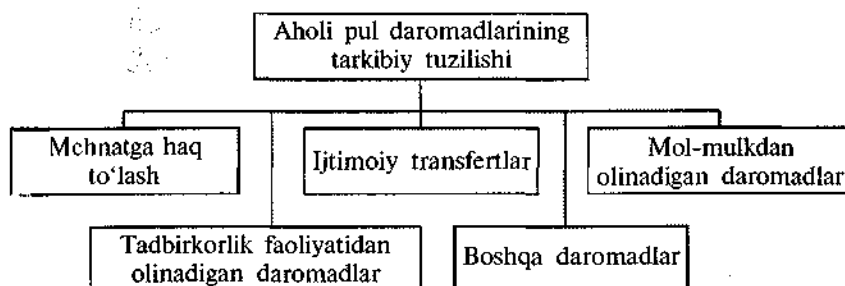 Aholi pul daromadlarining
tarkibiy tuzilishi
Mehnatga haq
to‘lash
Ijtimoiy transfertlar
Mol-mulkdan
olinadigan daromadlar
Tadbirkorlik faoliyatidan
olinadigan daromadlar
Boshqa daromadlar